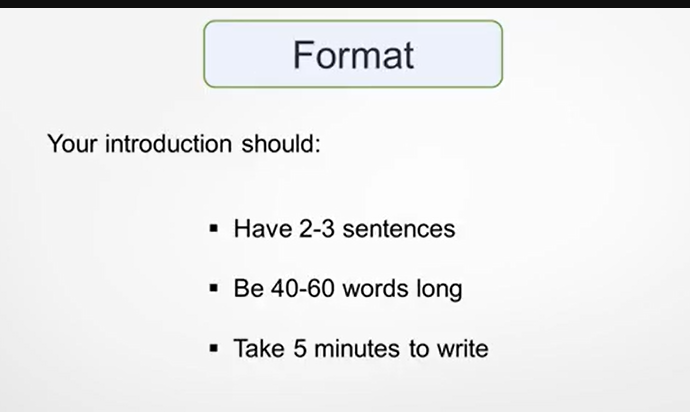 Format
Your introduction should:
▪ Have 2-3 sentences
▪ Be 40-60 words long
▪ Take 5 minutes to write